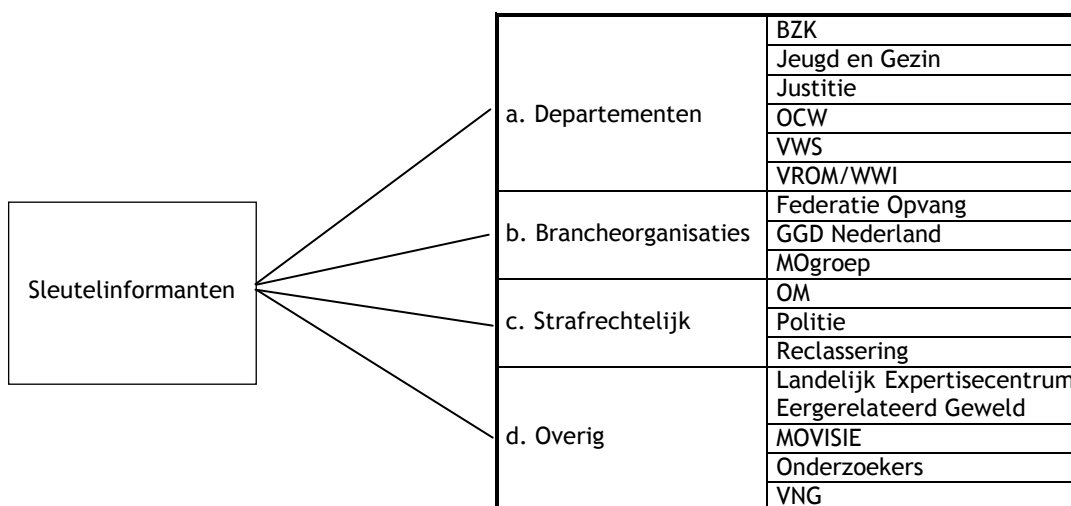 Sleutelinformanten
a. Departementen
BZK
Jeugd en Gezin
Justitie
OCW
VWS
VROM/WWI
b. Brancheorganisaties
Federatie Opvang
GGD Nederland
MOgroep
c. Strafrechtelijk
OM
Politie
Reclassering
d. Overig
Landelijk Expertisecentrum
Eergerelateerd Geweld
MOVISIE
Onderzoekers
VNG